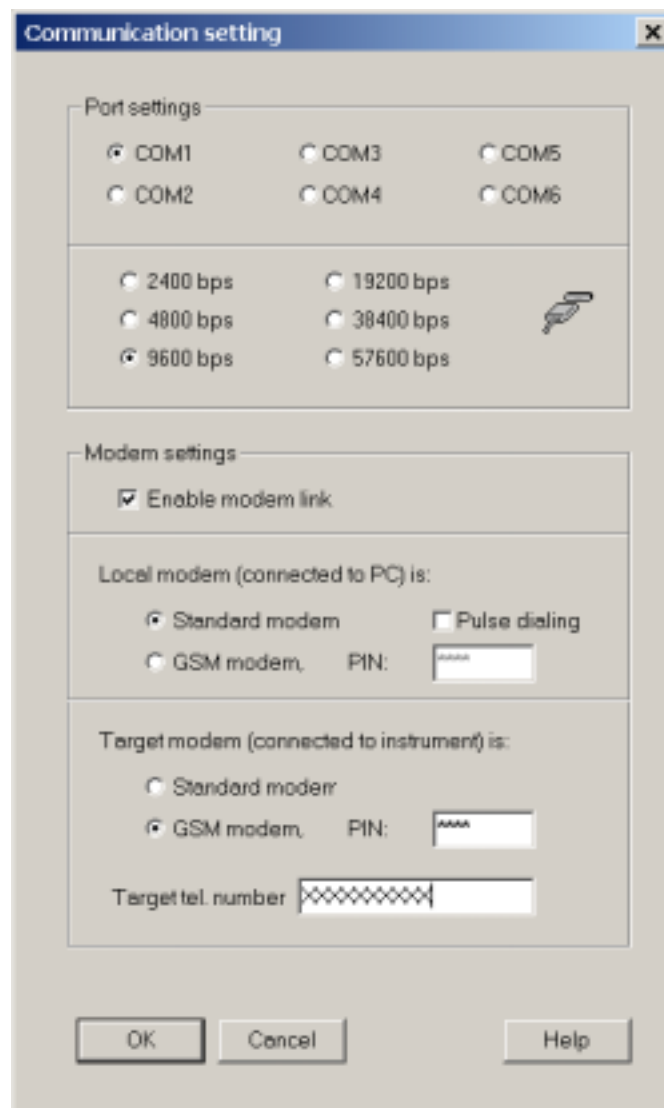 Communication setting
Port settings
COM1 COM3 COM5
COM2 COM4 COM6
2400 bps 19200 bps
4800 bps 38400 bps
9600 bps 57600 bps
Modem settings
Enable modem link
Local modem (connected to PC) is:
Standard modem Pulse dialing
GSM modem, PIN: ****
Target modem (connected to instrument) is:
Standard modem
GSM modem, PIN: ****
Target tel. number XXXXXXXXXXX
OK Cancel Help